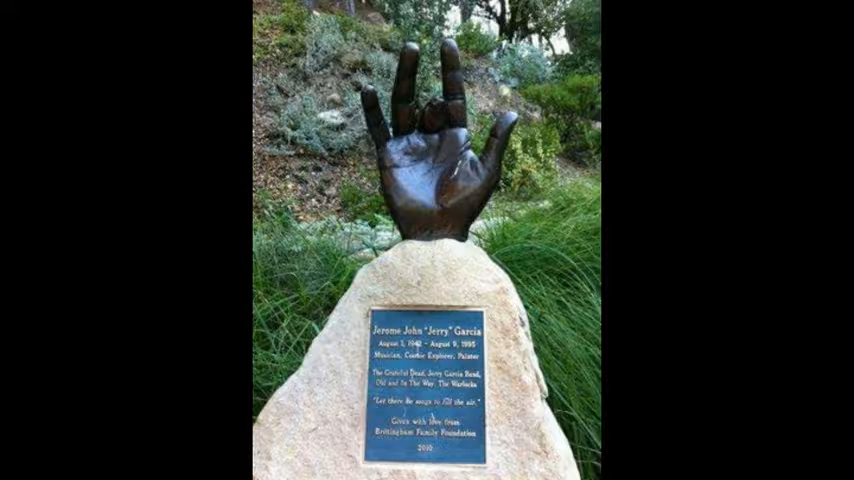 Jerome John "Jerry" Garcia
August 1, 1942 - August 9, 1995
Musician, Cosmic Explorer, Painter
The Grateful Dead, Jerry Garcia Band,
Old and In The Way, The Warlocks
"Let there be songs to fill the air."
Given with love from
Brittingham Family Foundation
2010